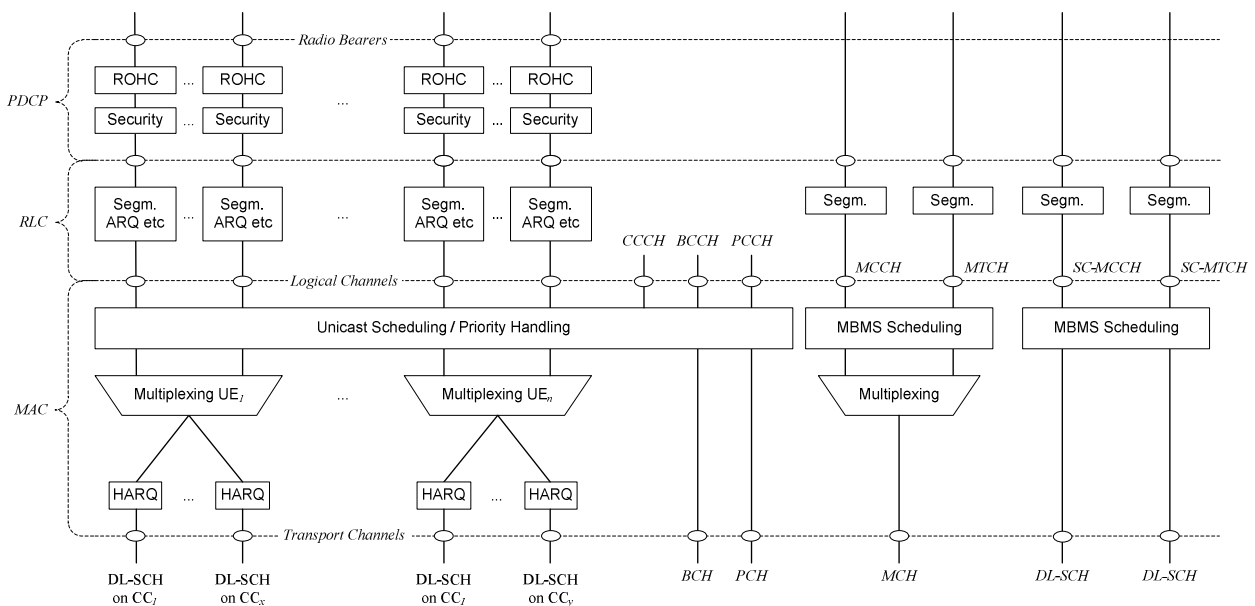 Radio Bearers
ROHC ... ROHC ROHC ... ROHC
PDCP ...
Security ... Security Security ... Security
Segm. Segm. Segm. Segm. Segm. Segm. Segm. Segm.
RLC ... ... ...
ARQ etc ARQ etc ARQ etc ARQ etc
CCCH BCCH PCCH
MCCH MTCH SC-MCCH SC-MTCH
Logical Channels
Unicast Scheduling / Priority Handling MBMS Scheduling MBMS Scheduling
Multiplexing UE1 ... Multiplexing UEn Multiplexing
MAC
HARQ ... HARQ HARQ ... HARQ
Transport Channels
DL-SCH DL-SCH DL-SCH DL-SCH BCH PCH MCH DL-SCH DL-SCH
on CC1 on CCx on CC1 on CCy